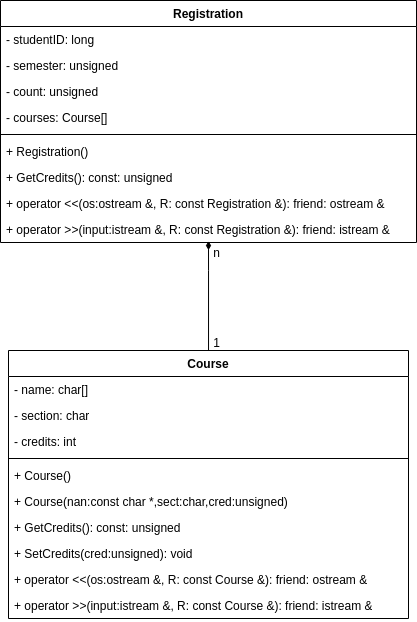 Registration
- studentID: long
- semester: unsigned
- count: unsigned
- courses: Course[]
+ Registration()
+ GetCredits(): const: unsigned
+ operator <<(os:ostream &, R: const Registration &): friend: ostream &
+ operator >>(input:istream &, R: const Registration &): friend: istream &
n
1
Course
- name: char[]
- section: char
- credits: int
+ Course()
+ Course(nan:const char *,sect:char,cred:unsigned)
+ GetCredits(): const: unsigned
+ SetCredits(cred:unsigned): void
+ operator <<(os:ostream &, R: const Course &): friend: ostream &
+ operator >>(input:istream &, R: const Course &): friend: istream &